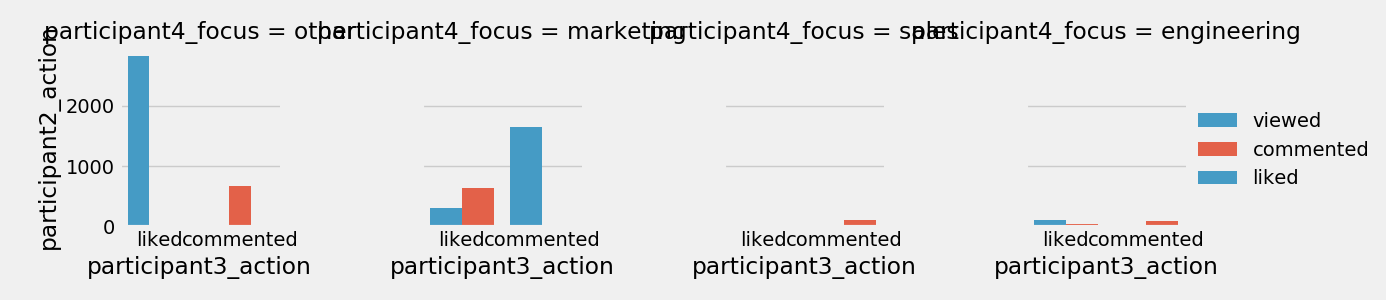 participant4_focus = other
participant4_focus = marketing
participant4_focus = sales
participant4_focus = engineering
participant2_action
2000
1000
0
liked
commented
participant3_action
liked
commented
participant3_action
liked
commented
participant3_action
liked
commented
participant3_action
viewed
commented
liked